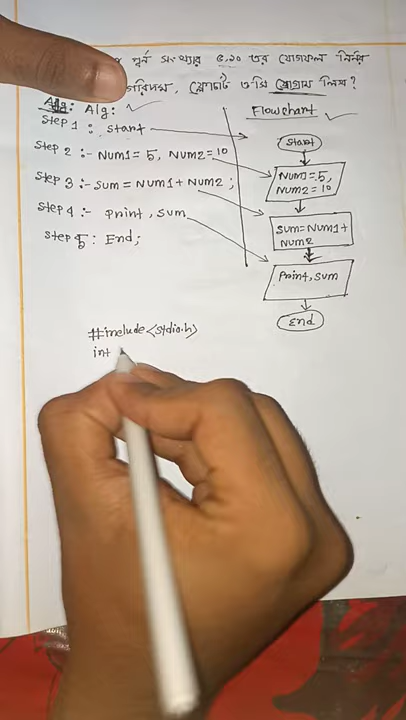 পূর্ন সংখ্যার ৫,১০ এর যোগফল নির্নয়
ফ্লোচার্ট ও সি প্রোগ্রাম লিখ?
Alg: Alg:
Step 1 : Start
Step 2 :- Num1 = 5, Num2 = 10
Step 3 :- Sum = Num1 + Num2 ;
Step 4 :- Print, Sum
Step 5 : End;
Flowchart
Start
Num1 = 5,
Num2 = 10
Sum = Num1 +
Num2
Print, Sum
End
#include<stdio.h>
int